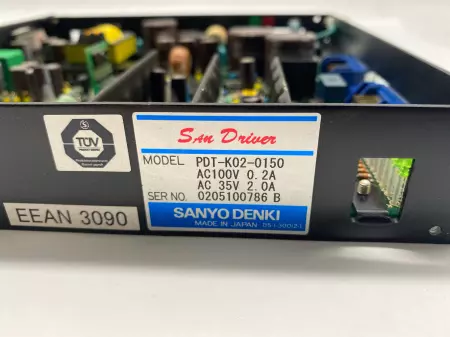 SAN DRIVER
MODEL PDT-K02-0150
AC100V 0.2A
AC 35V 2.0A
SER NO. 0205100786 B
SANYO DENKI
MADE IN JAPAN
TÜV
EEAN 3090